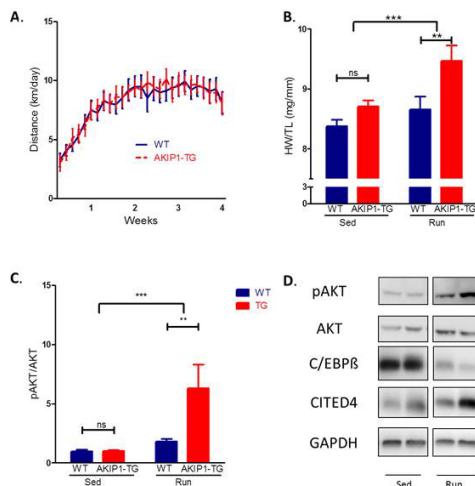 A.
Distance (km/day)
15
10
5
0
WT
AKIP1-TG
1 2 3 4
Weeks
B.
***
**
ns
HW/TL (mg/mm)
10
9
8
3
0
WT AKIP1-TG WT AKIP1-TG
Sed Run
C.
WT
TG
***
**
ns
pAKT/AKT
15
10
5
0
WT AKIP1-TG WT AKIP1-TG
Sed Run
D.
pAKT
AKT
C/EBPß
CITED4
GAPDH
Sed Run